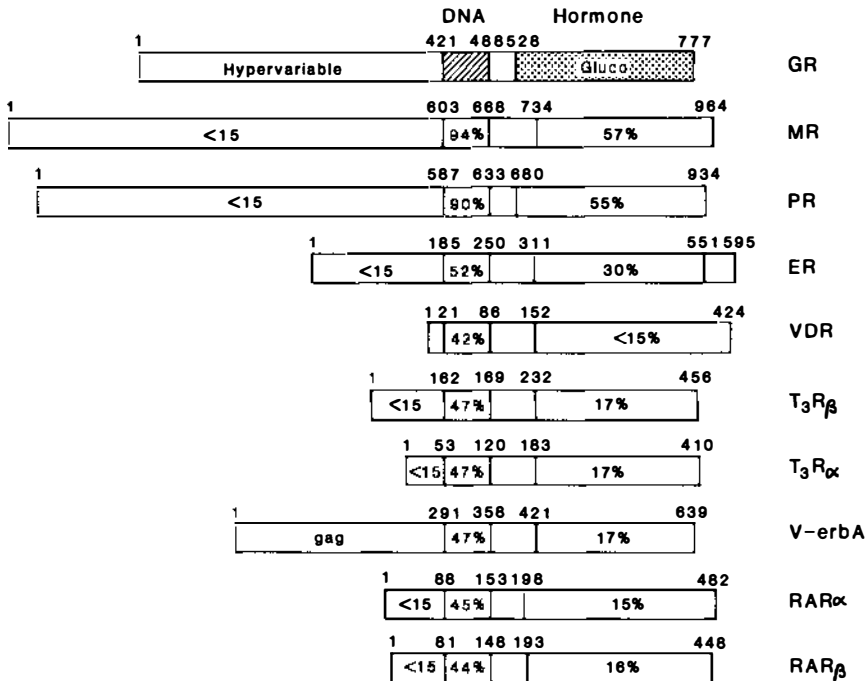 DNA Hormone
1 421 488 528 777
Hypervariable Gluco GR
1 603 668 734 964
<15 94% 57% MR
1 587 633 680 934
<15 90% 55% PR
1 185 250 311 551 595
<15 52% 30% ER
1 21 86 152 424
42% <15% VDR
1 162 169 232 456
<15 47% 17% T₃Rβ
1 53 120 183 410
<15 47% 17% T₃Rα
1 291 358 421 639
gag 47% 17% V-erbA
1 88 153 198 482
<15 45% 15% RARα
1 81 148 193 448
<15 44% 16% RARβ